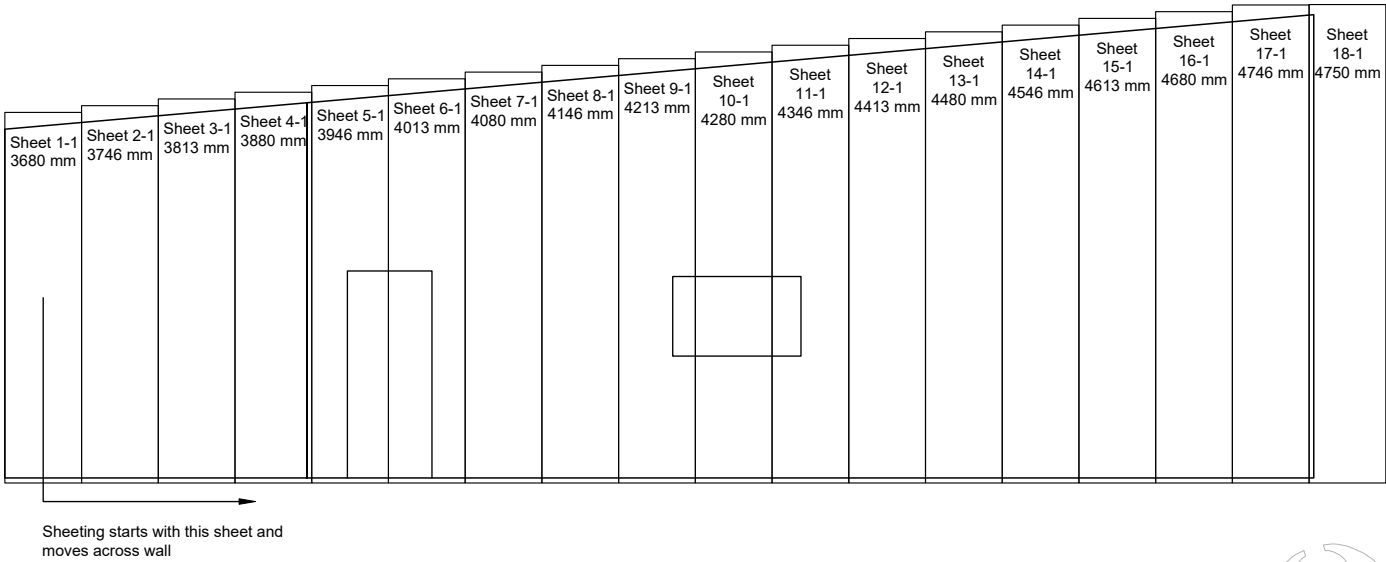 Sheet 1-1
3680 mm
Sheet 2-1
3746 mm
Sheet 3-1
3813 mm
Sheet 4-1
3880 mm
Sheet 5-1
3946 mm
Sheet 6-1
4013 mm
Sheet 7-1
4080 mm
Sheet 8-1
4146 mm
Sheet 9-1
4213 mm
Sheet
10-1
4280 mm
Sheet
11-1
4346 mm
Sheet
12-1
4413 mm
Sheet
13-1
4480 mm
Sheet
14-1
4546 mm
Sheet
15-1
4613 mm
Sheet
16-1
4680 mm
Sheet
17-1
4746 mm
Sheet
18-1
4750 mm
Sheeting starts with this sheet and
moves across wall